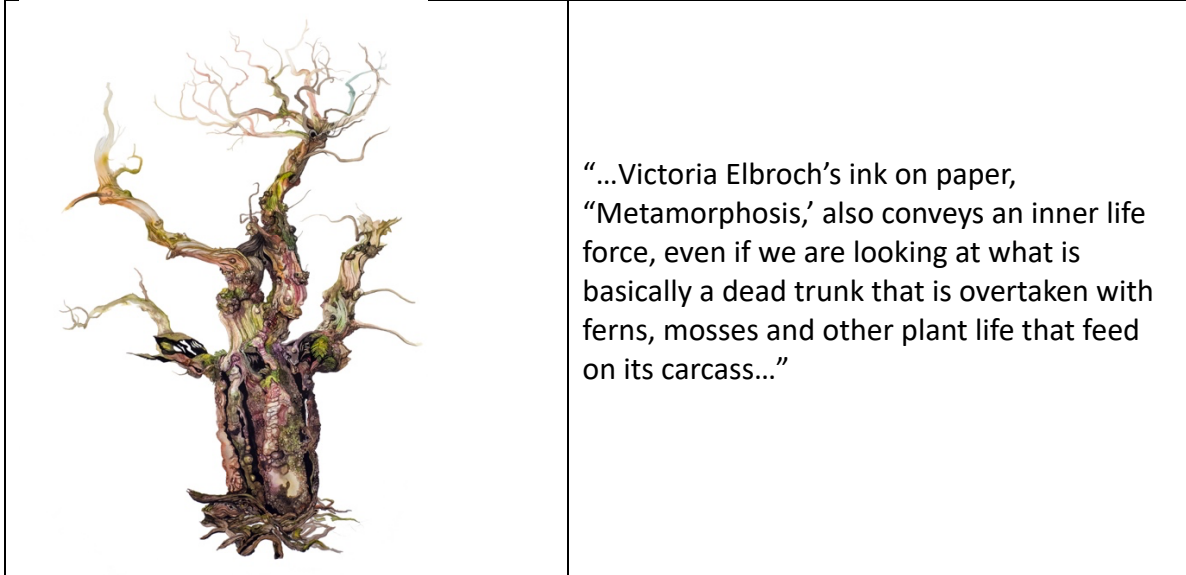 “…Victoria Elbroch’s ink on paper,
“Metamorphosis,’ also conveys an inner life
force, even if we are looking at what is
basically a dead trunk that is overtaken with
ferns, mosses and other plant life that feed
on its carcass…”